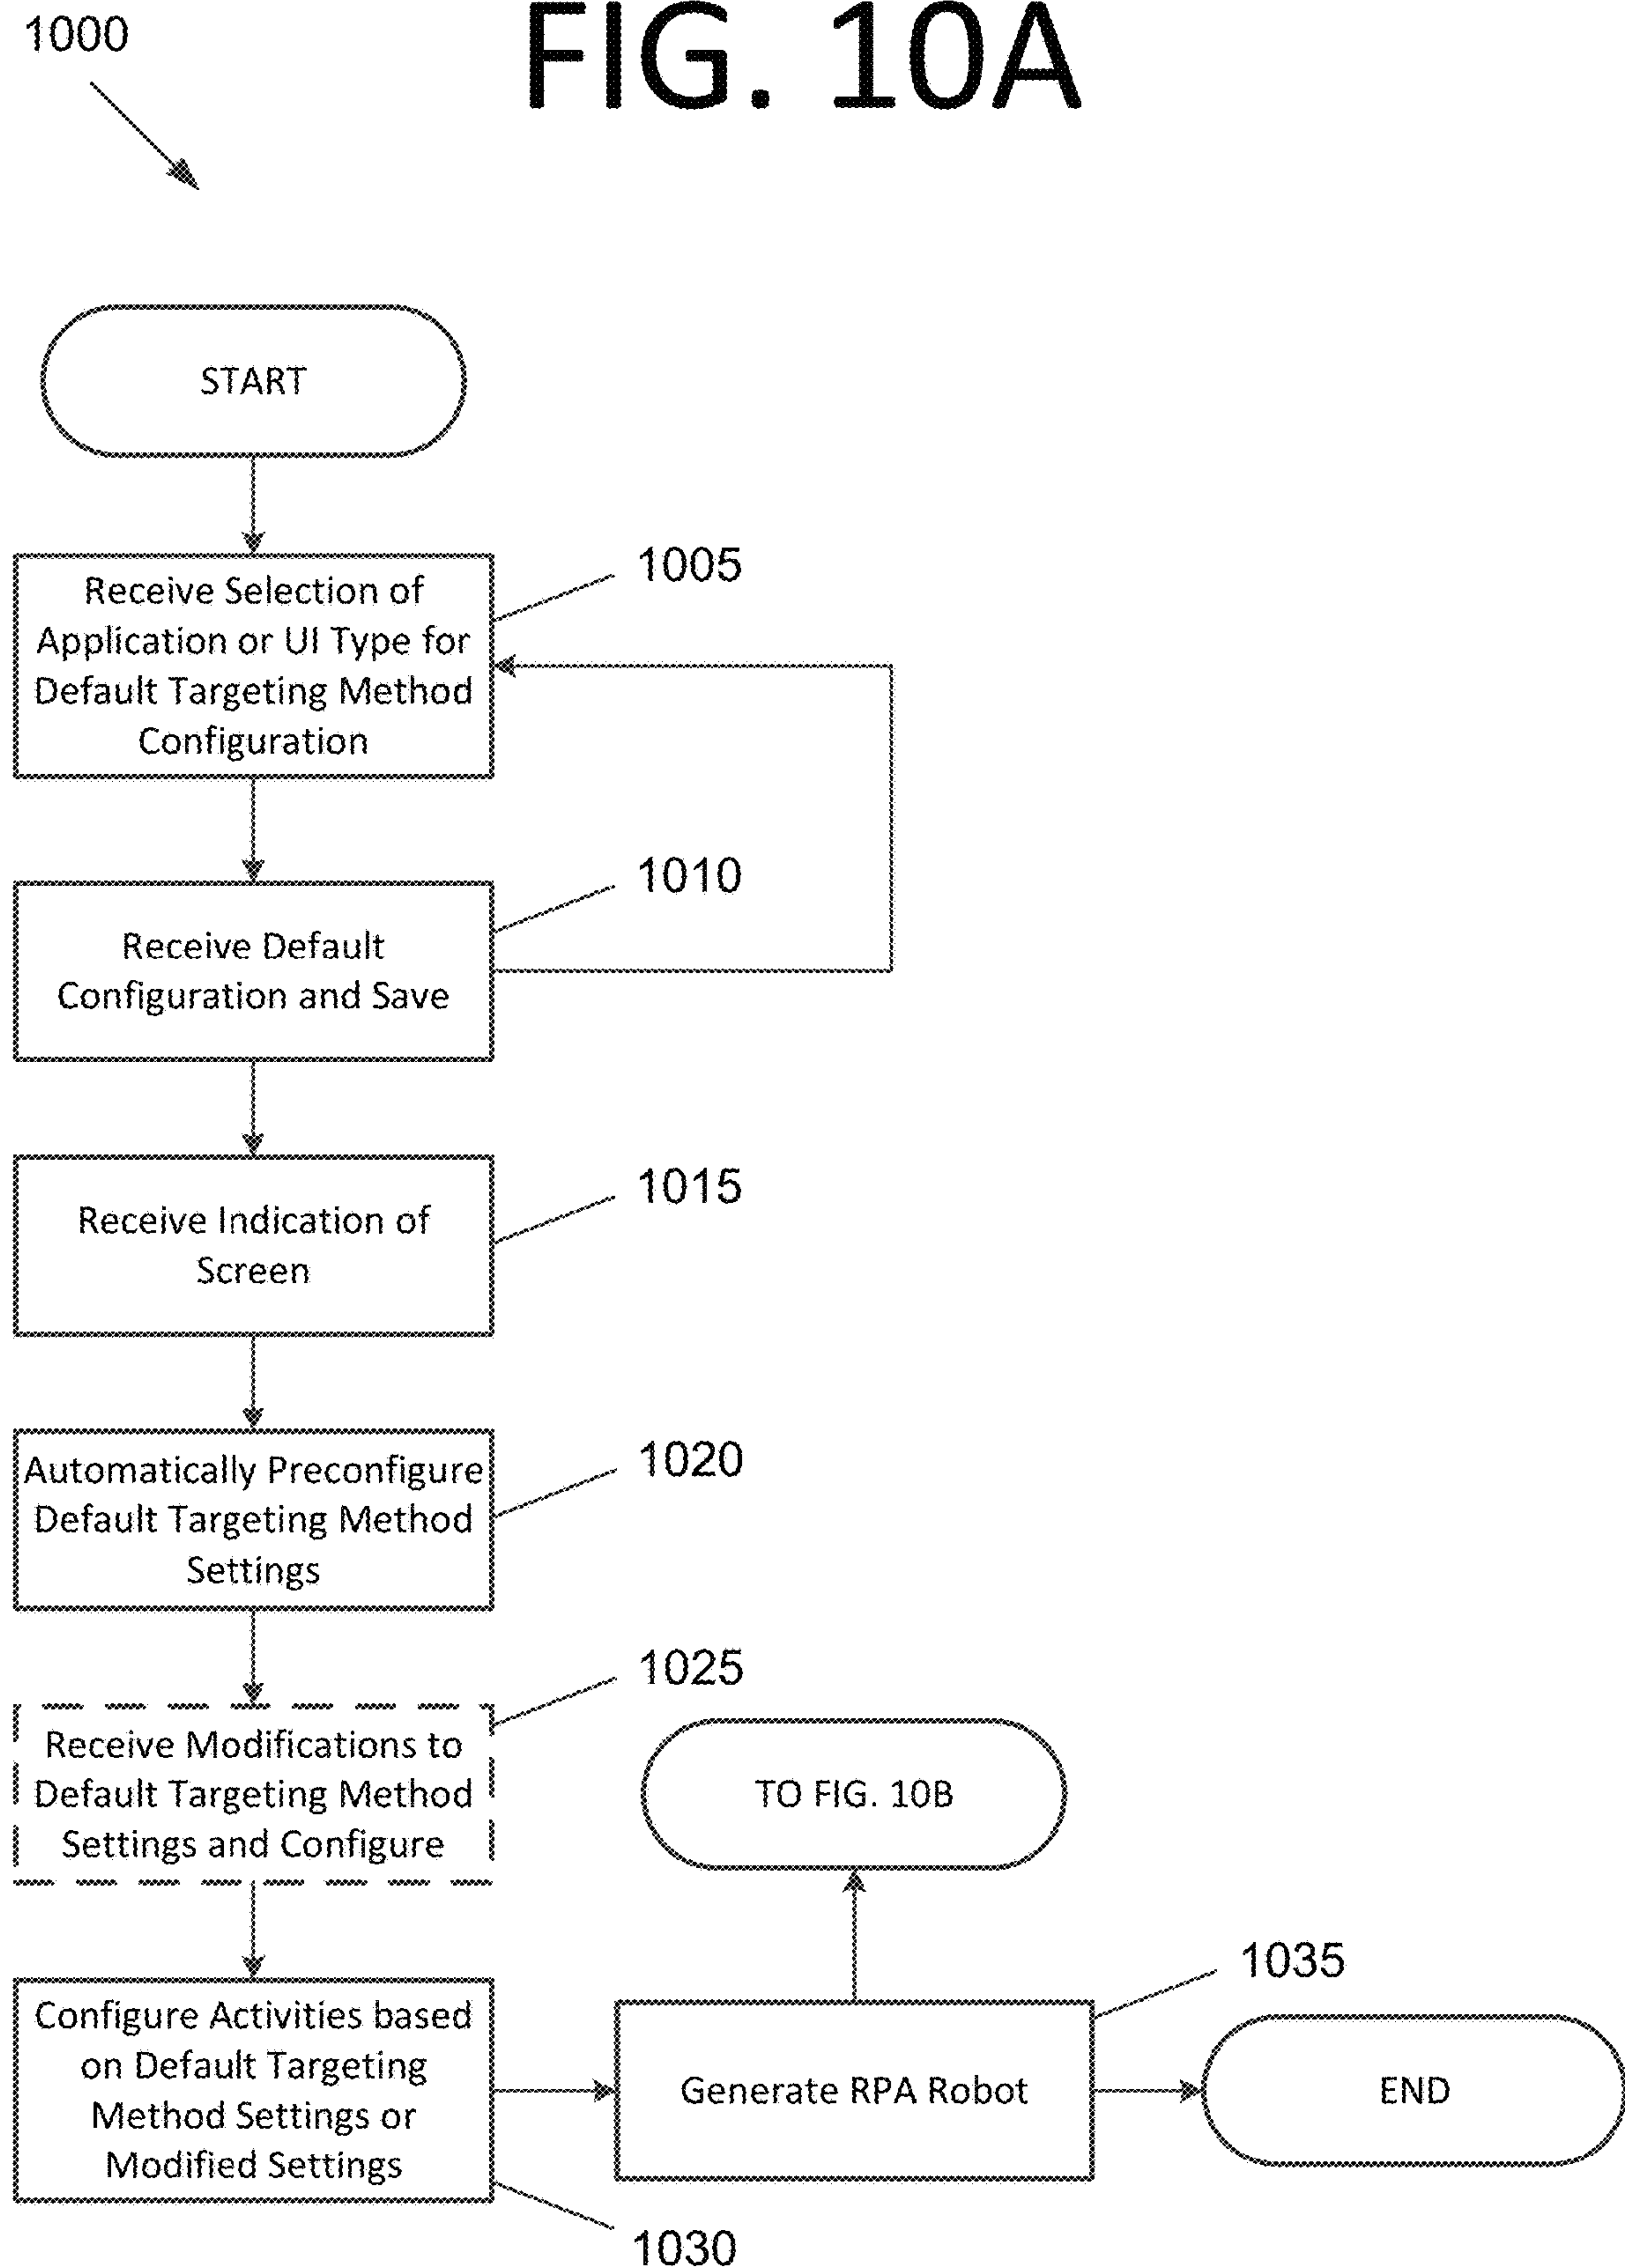 1000
FIG. 10A
START
1005
Receive Selection of
Application or UI Type for
Default Targeting Method
Configuration
1010
Receive Default
Configuration and Save
1015
Receive Indication of
Screen
1020
Automatically Preconfigure
Default Targeting Method
Settings
1025
Receive Modifications to
Default Targeting Method
Settings and Configure
TO FIG. 10B
Configure Activities based
on Default Targeting
Method Settings or
Modified Settings
1030
1035
Generate RPA Robot
END